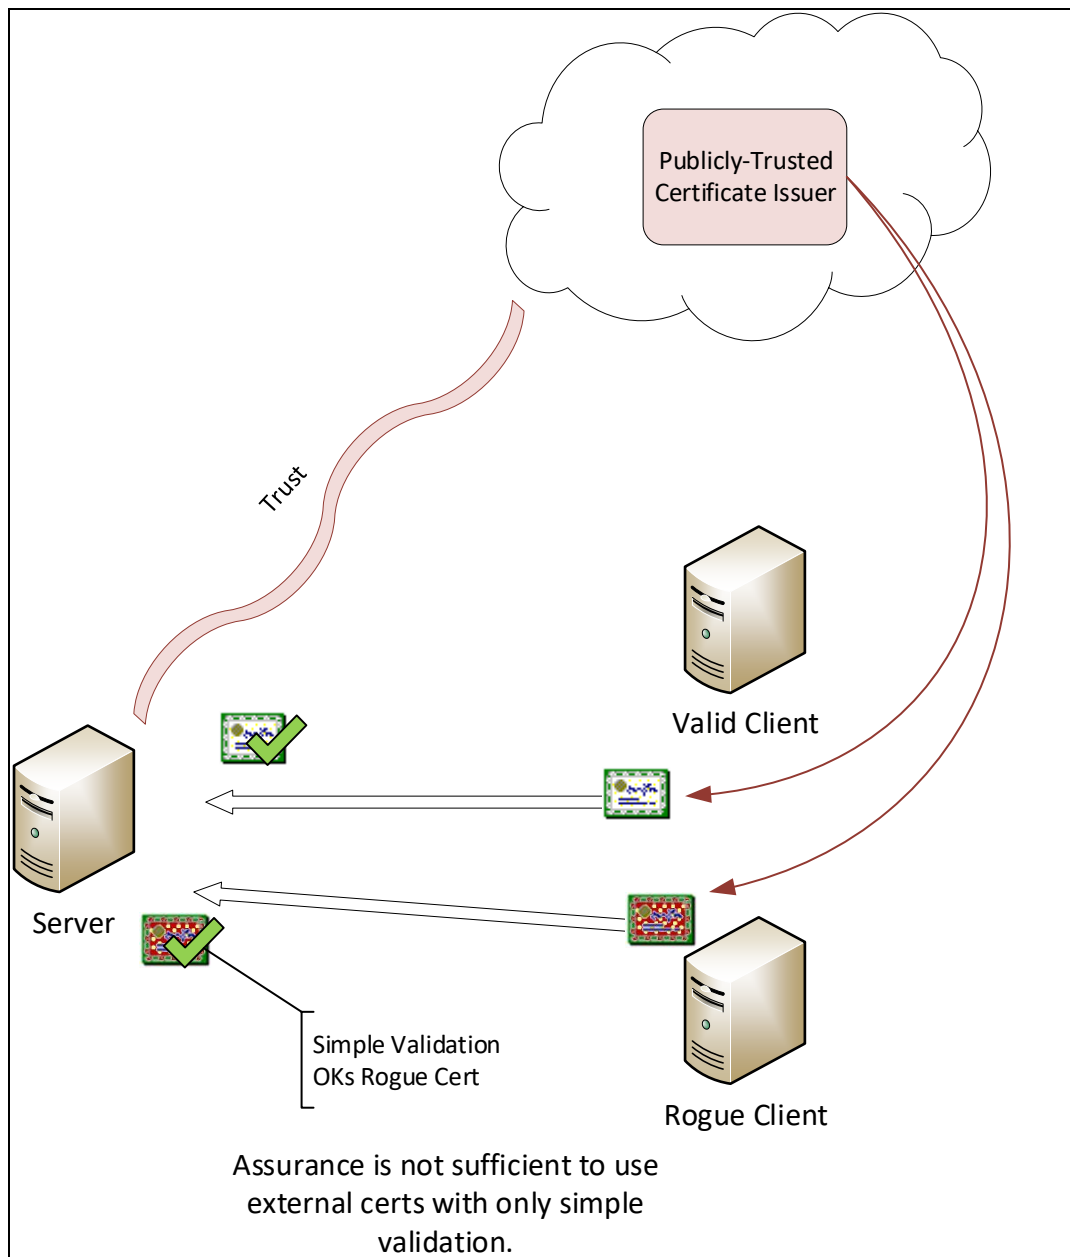 Publicly-Trusted
Certificate Issuer
Trust
Valid Client
Server
Simple Validation
OKs Rogue Cert
Rogue Client
Assurance is not sufficient to use
external certs with only simple
validation.